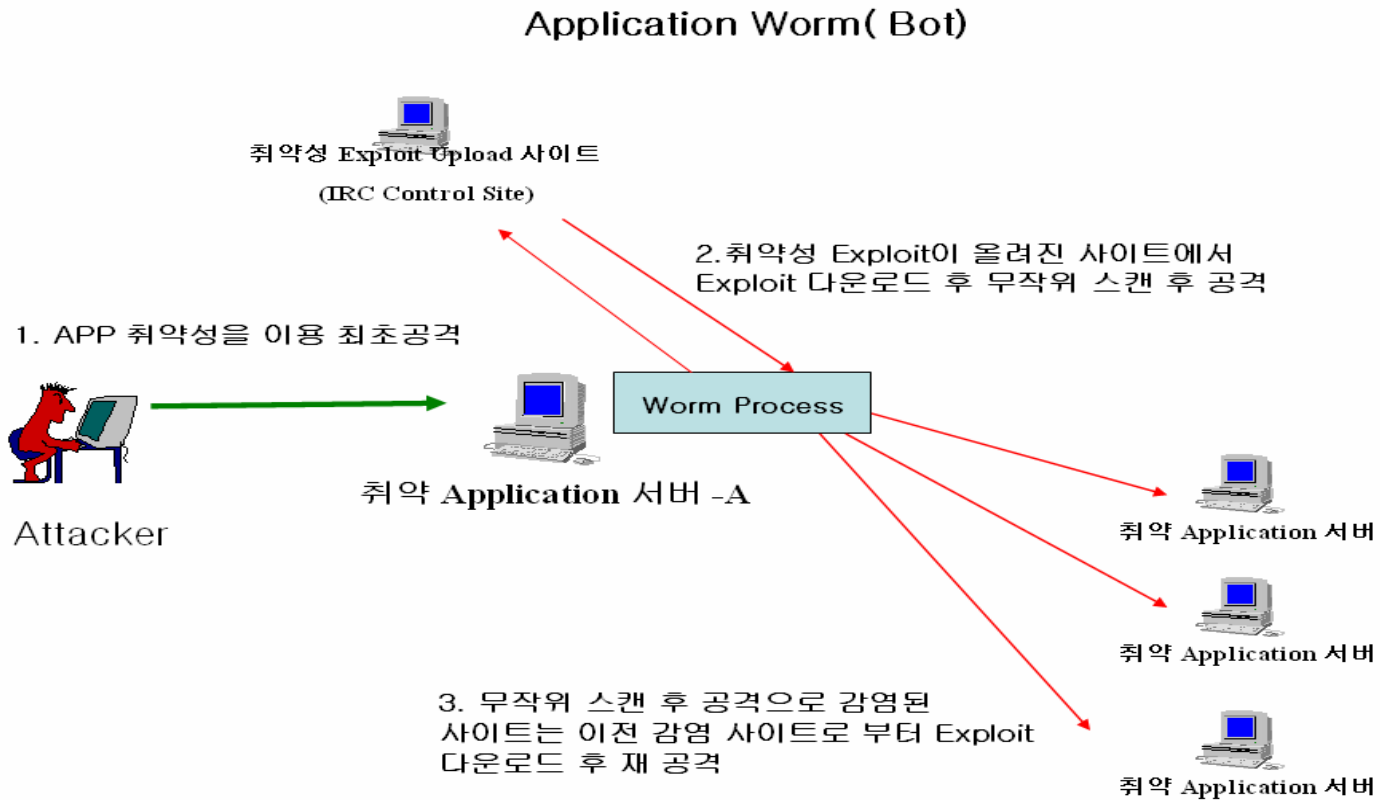 Application Worm( Bot)
취약성 Exploit Upload 사이트
(IRC Control Site)
2.취약성 Exploit이 올려진 사이트에서
Exploit 다운로드 후 무작위 스캔 후 공격
1. APP 취약성을 이용 최초공격
Worm Process
취약 Application 서버 -A
Attacker
취약 Application 서버
취약 Application 서버
3. 무작위 스캔 후 공격으로 감염된
사이트는 이전 감염 사이트로 부터 Exploit
다운로드 후 재 공격
취약 Application 서버